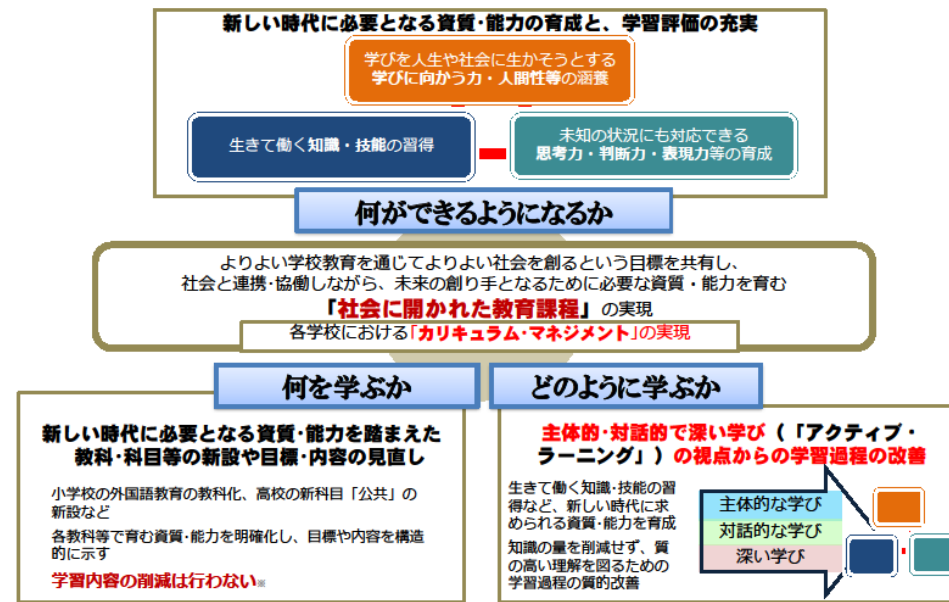 新しい時代に必要となる資質・能力の育成と、学習評価の充実
学びを人生や社会に生かそうとする
学びに向かう力・人間性等の涵養
生きて働く知識・技能の習得
未知の状況にも対応できる
思考力・判断力・表現力等の育成
何ができるようになるか
よりよい学校教育を通じてよりよい社会を創るという目標を共有し、
社会と連携・協働しながら、未来の創り手となるために必要な資質・能力を育む
「社会に開かれた教育課程」の実現
各学校における「カリキュラム・マネジメント」の実現
何を学ぶか
新しい時代に必要となる資質・能力を踏まえた
教科・科目等の新設や目標・内容の見直し
小学校の外国語教育の教科化、高校の新科目「公共」の
新設など
各教科等で育む資質・能力を明確化し、目標や内容を構造
的に示す
学習内容の削減は行わない※
どのように学ぶか
主体的・対話的で深い学び（「アクティブ・
ラーニング」）の視点からの学習過程の改善
生きて働く知識・技能の習
得など、新しい時代に求
められる資質・能力を育成
知識の量を削減せず、質
の高い理解を図るための
学習過程の質的改善
主体的な学び
対話的な学び
深い学び